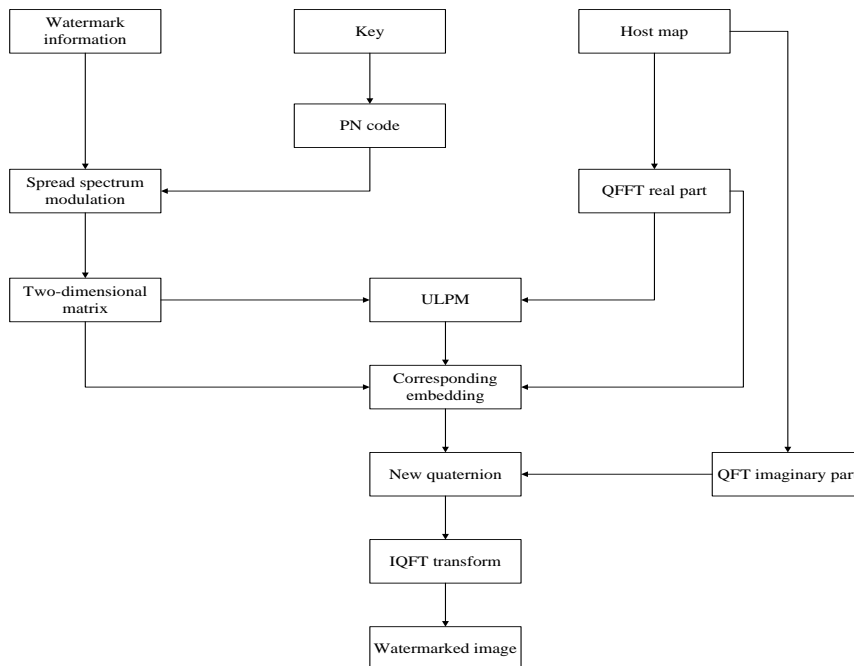 Watermark
information
Key
Host map
PN code
Spread spectrum
modulation
QFFT real part
Two-dimensional
matrix
ULPM
Corresponding
embedding
New quaternion
QFT imaginary part
IQFT transform
Watermarked image